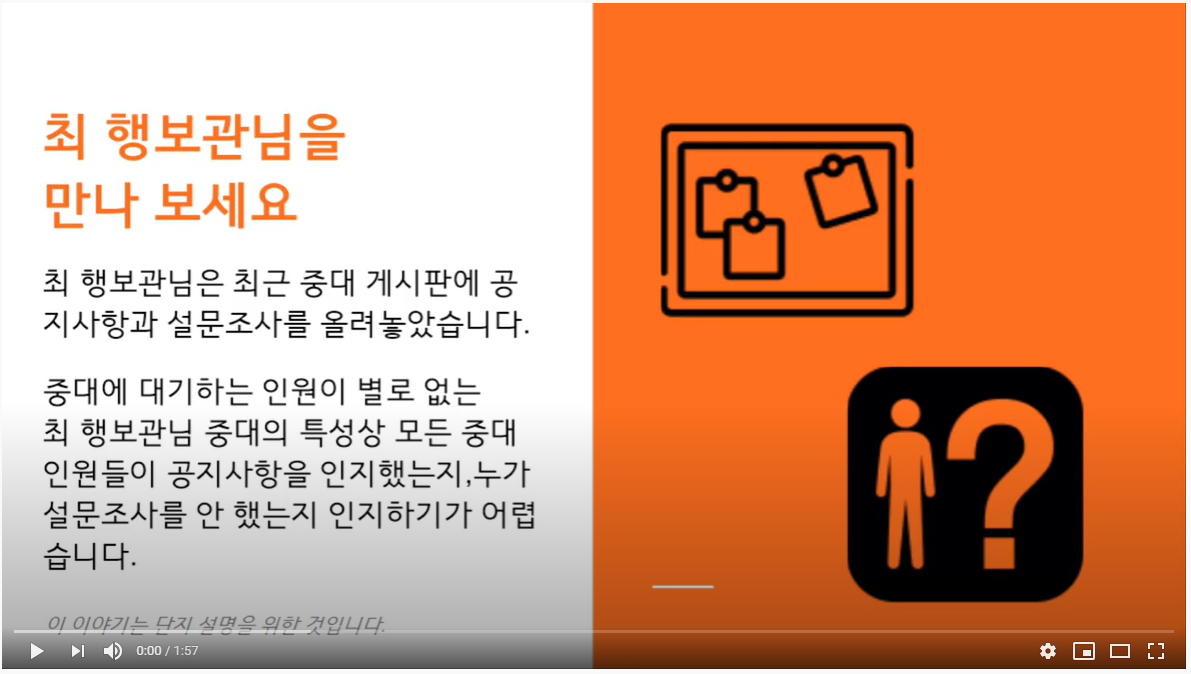 최 행보관님을
만나 보세요
최 행보관님은 최근 중대 게시판에 공
지사항과 설문조사를 올려놓았습니다.
중대에 대기하는 인원이 별로 없는
최 행보관님 중대의 특성상 모든 중대
인원들이 공지사항을 인지했는지,누가
설문조사를 안 했는지 인지하기가 어렵
습니다.
이 이야기는 단지 설명을 위한 것입니다.
0:00 / 1:57